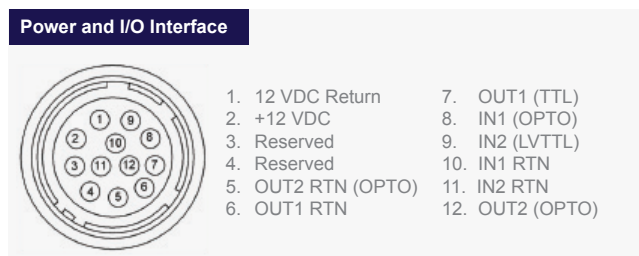 Power and I/O Interface
1 9
2 10 8
3 11 12 7
4 5 6
1. 12 VDC Return
2. +12 VDC
3. Reserved
4. Reserved
5. OUT2 RTN (OPTO)
6. OUT1 RTN
7. OUT1 (TTL)
8. IN1 (OPTO)
9. IN2 (LVTTL)
10. IN1 RTN
11. IN2 RTN
12. OUT2 (OPTO)